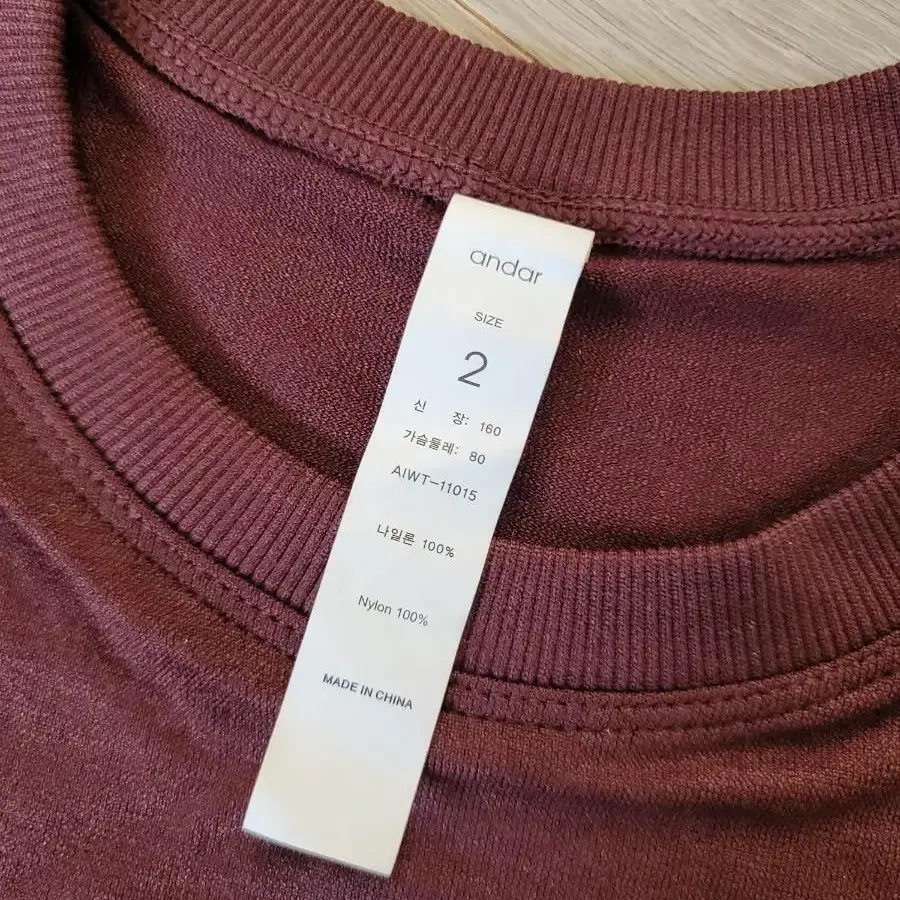 andar
SIZE
2
신 장: 160
가슴둘레: 80
AIWT-11015
나일론 100%
Nylon 100%
MADE IN CHINA